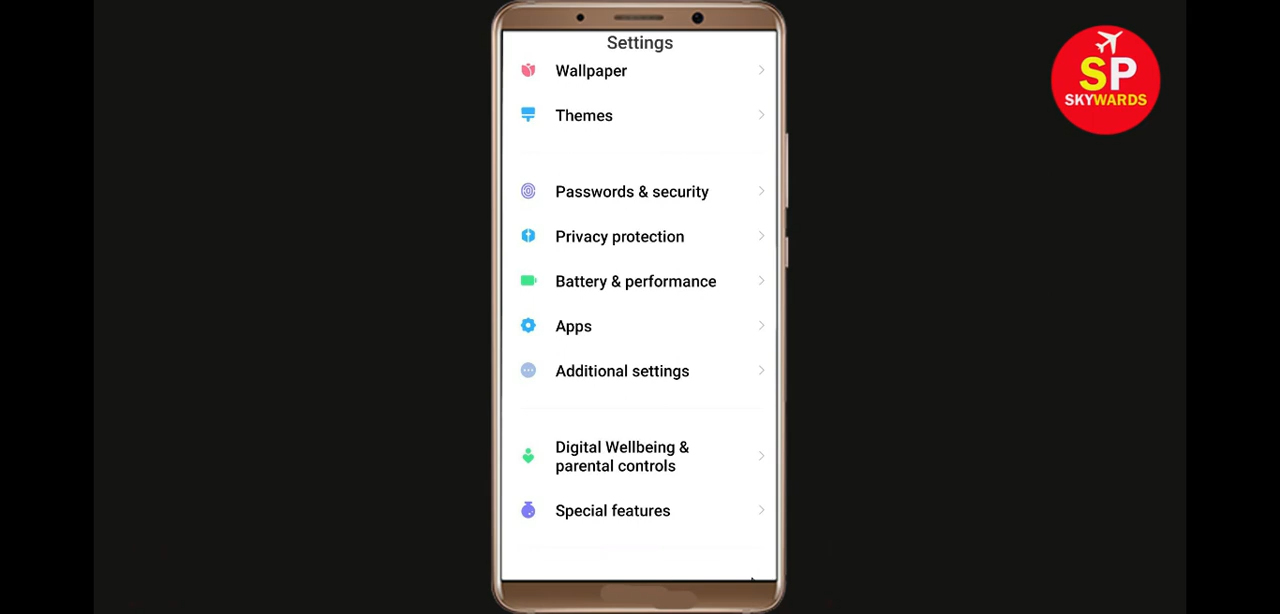 Settings
Wallpaper
Themes
Passwords & security
Privacy protection
Battery & performance
Apps
Additional settings
Digital Wellbeing &
parental controls
Special features
SP
SKYWARDS